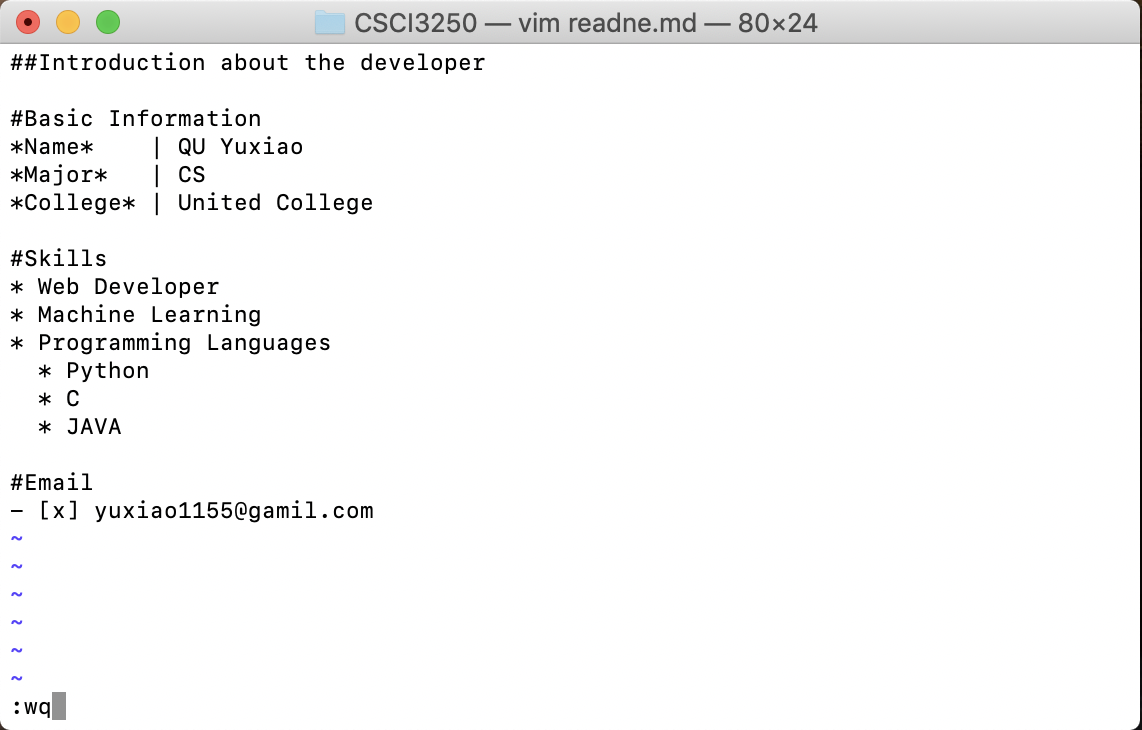 CSCI3250 — vim readne.md — 80×24
##Introduction about the developer
#Basic Information
*Name*    | QU Yuxiao
*Major*   | CS
*College* | United College
#Skills
* Web Developer
* Machine Learning
* Programming Languages
  * Python
  * C
  * JAVA
#Email
- [x] yuxiao1155@gamil.com
~
~
~
~
~
~
:wq